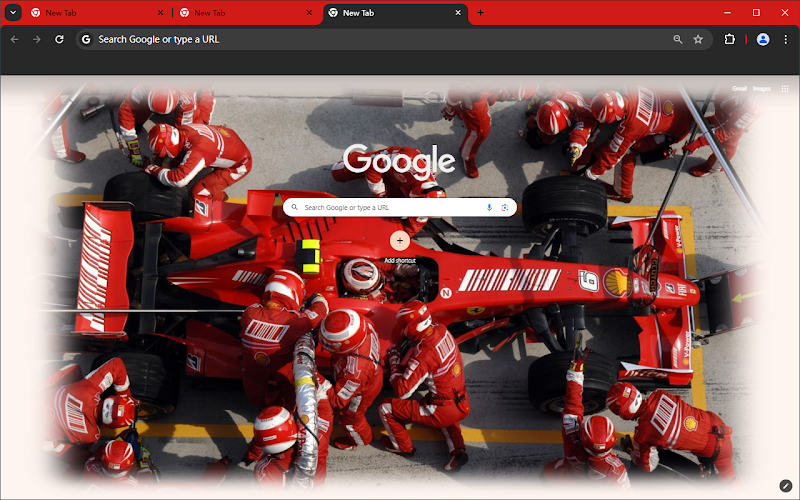 New Tab
New Tab
New Tab
Search Google or type a URL
Gmail Images
Google
Search Google or type a URL
Add shortcut
6